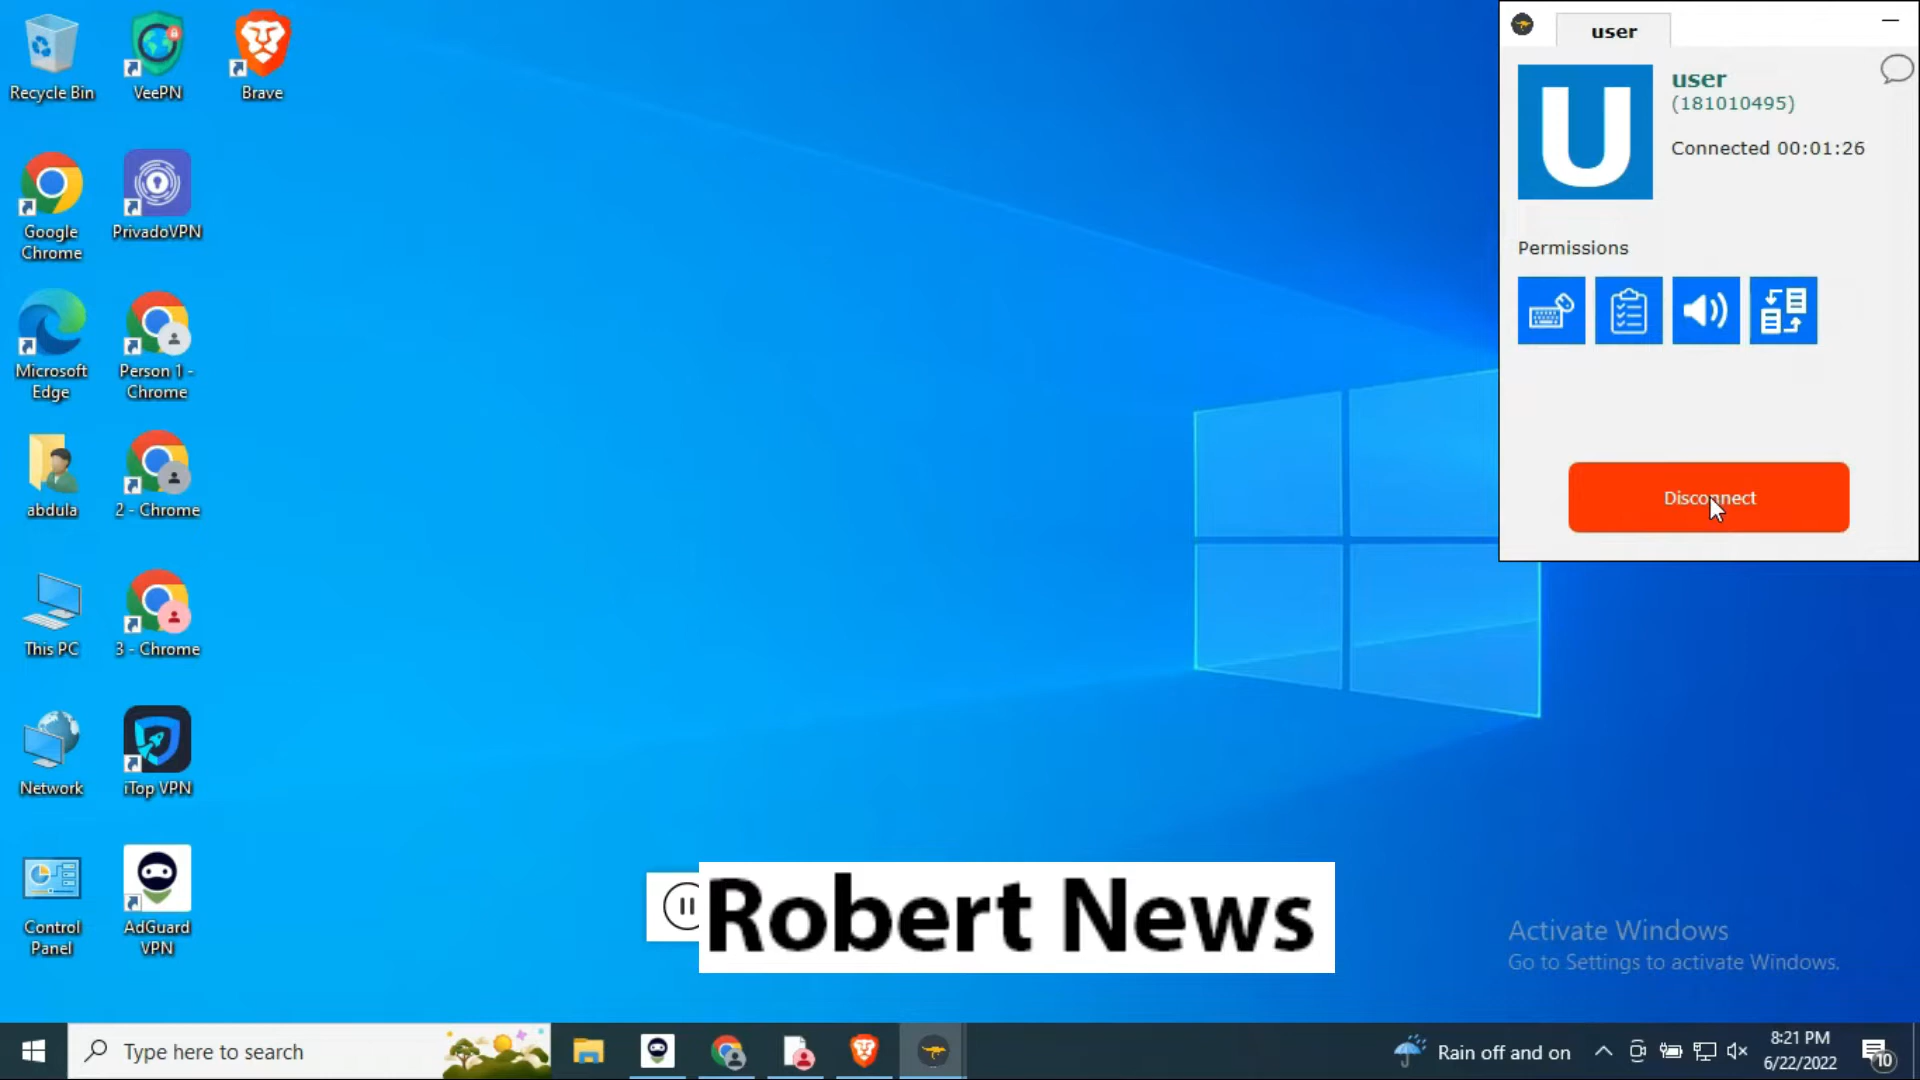 Recycle Bin
VeePN
Brave
Google
Chrome
PrivadoVPN
Microsoft
Edge
Person 1 -
Chrome
abdula
2 - Chrome
This PC
3 - Chrome
Network
iTop VPN
Control
Panel
AdGuard
VPN
user
U
user
(181010495)
Connected 00:01:26
Permissions
Disconnect
Robert News
Activate Windows
Go to Settings to activate Windows.
Type here to search
Rain off and on
8:21 PM
6/22/2022
10